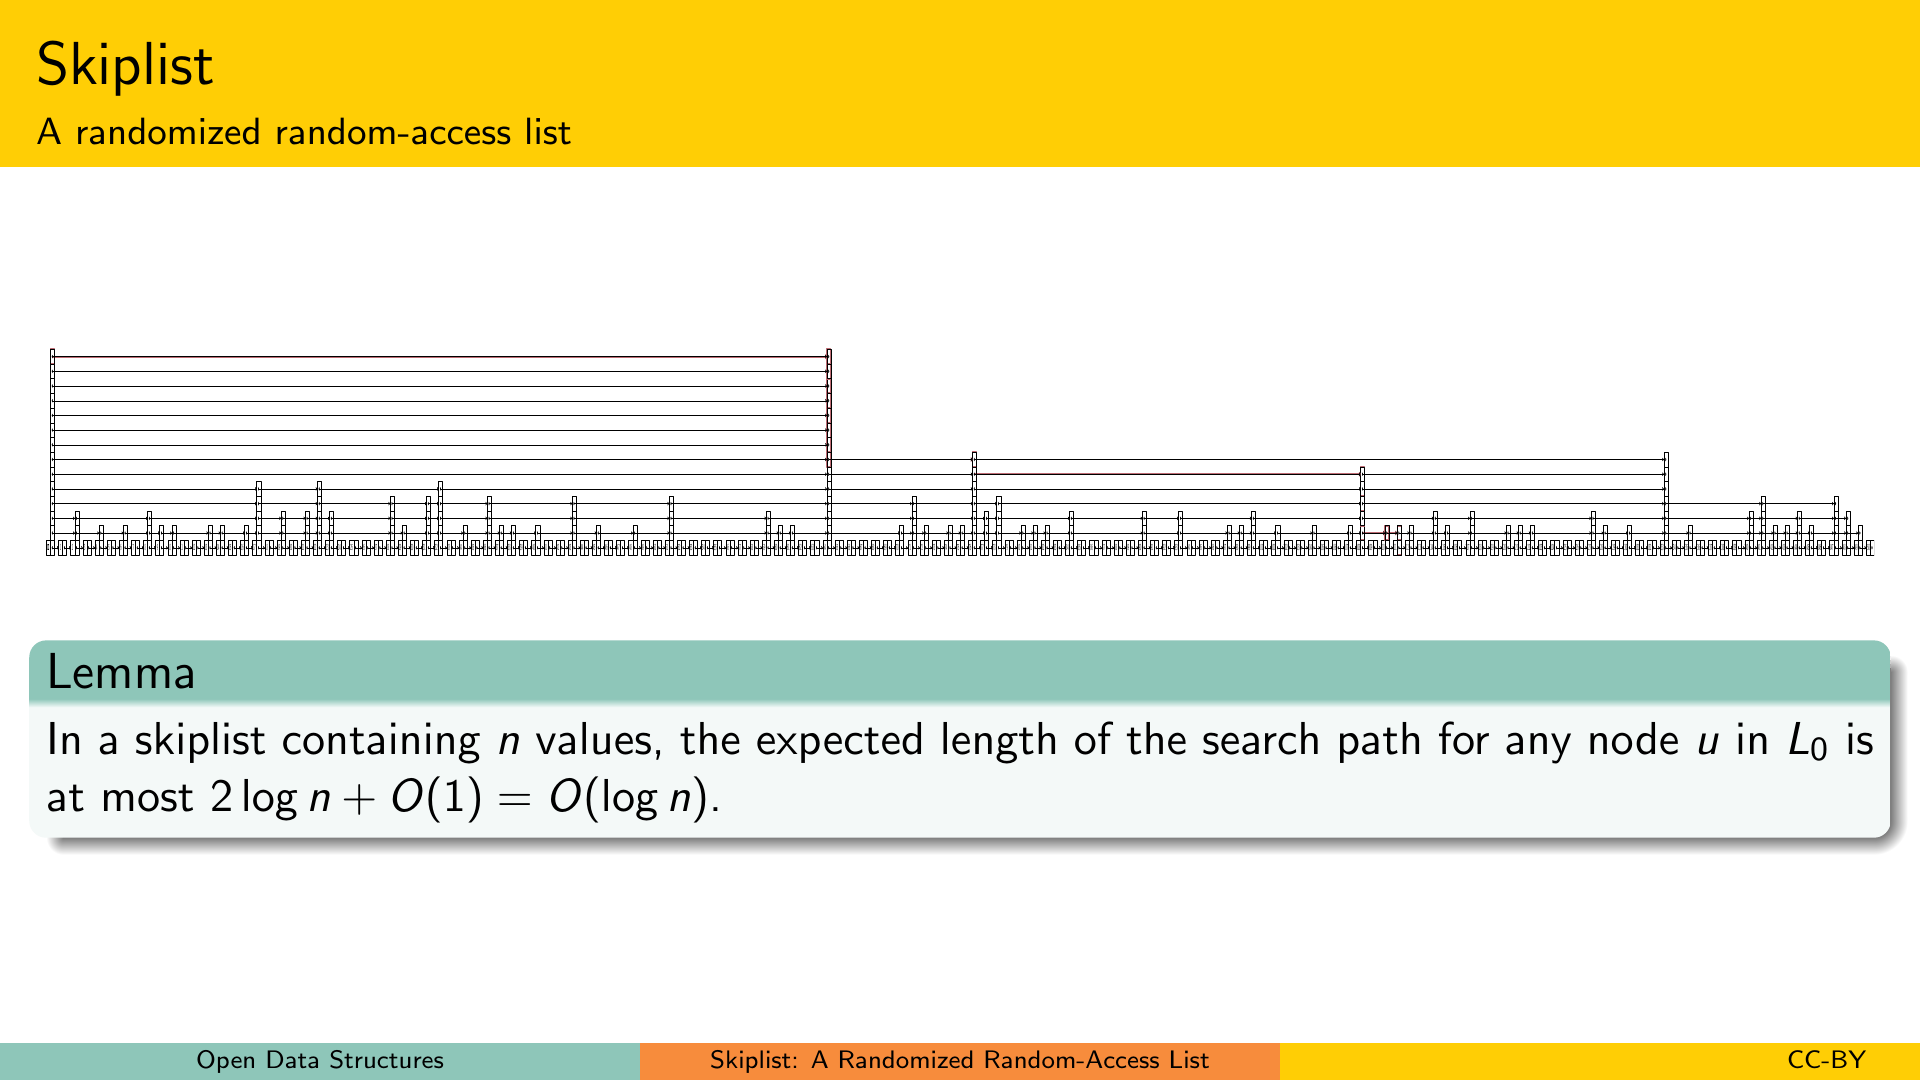 Skiplist
A randomized random-access list
Lemma
In a skiplist containing n values, the expected length of the search path for any node u in L₀ is
at most 2 log n + O(1) = O(log n).
Open Data Structures
Skiplist: A Randomized Random-Access List
CC-BY